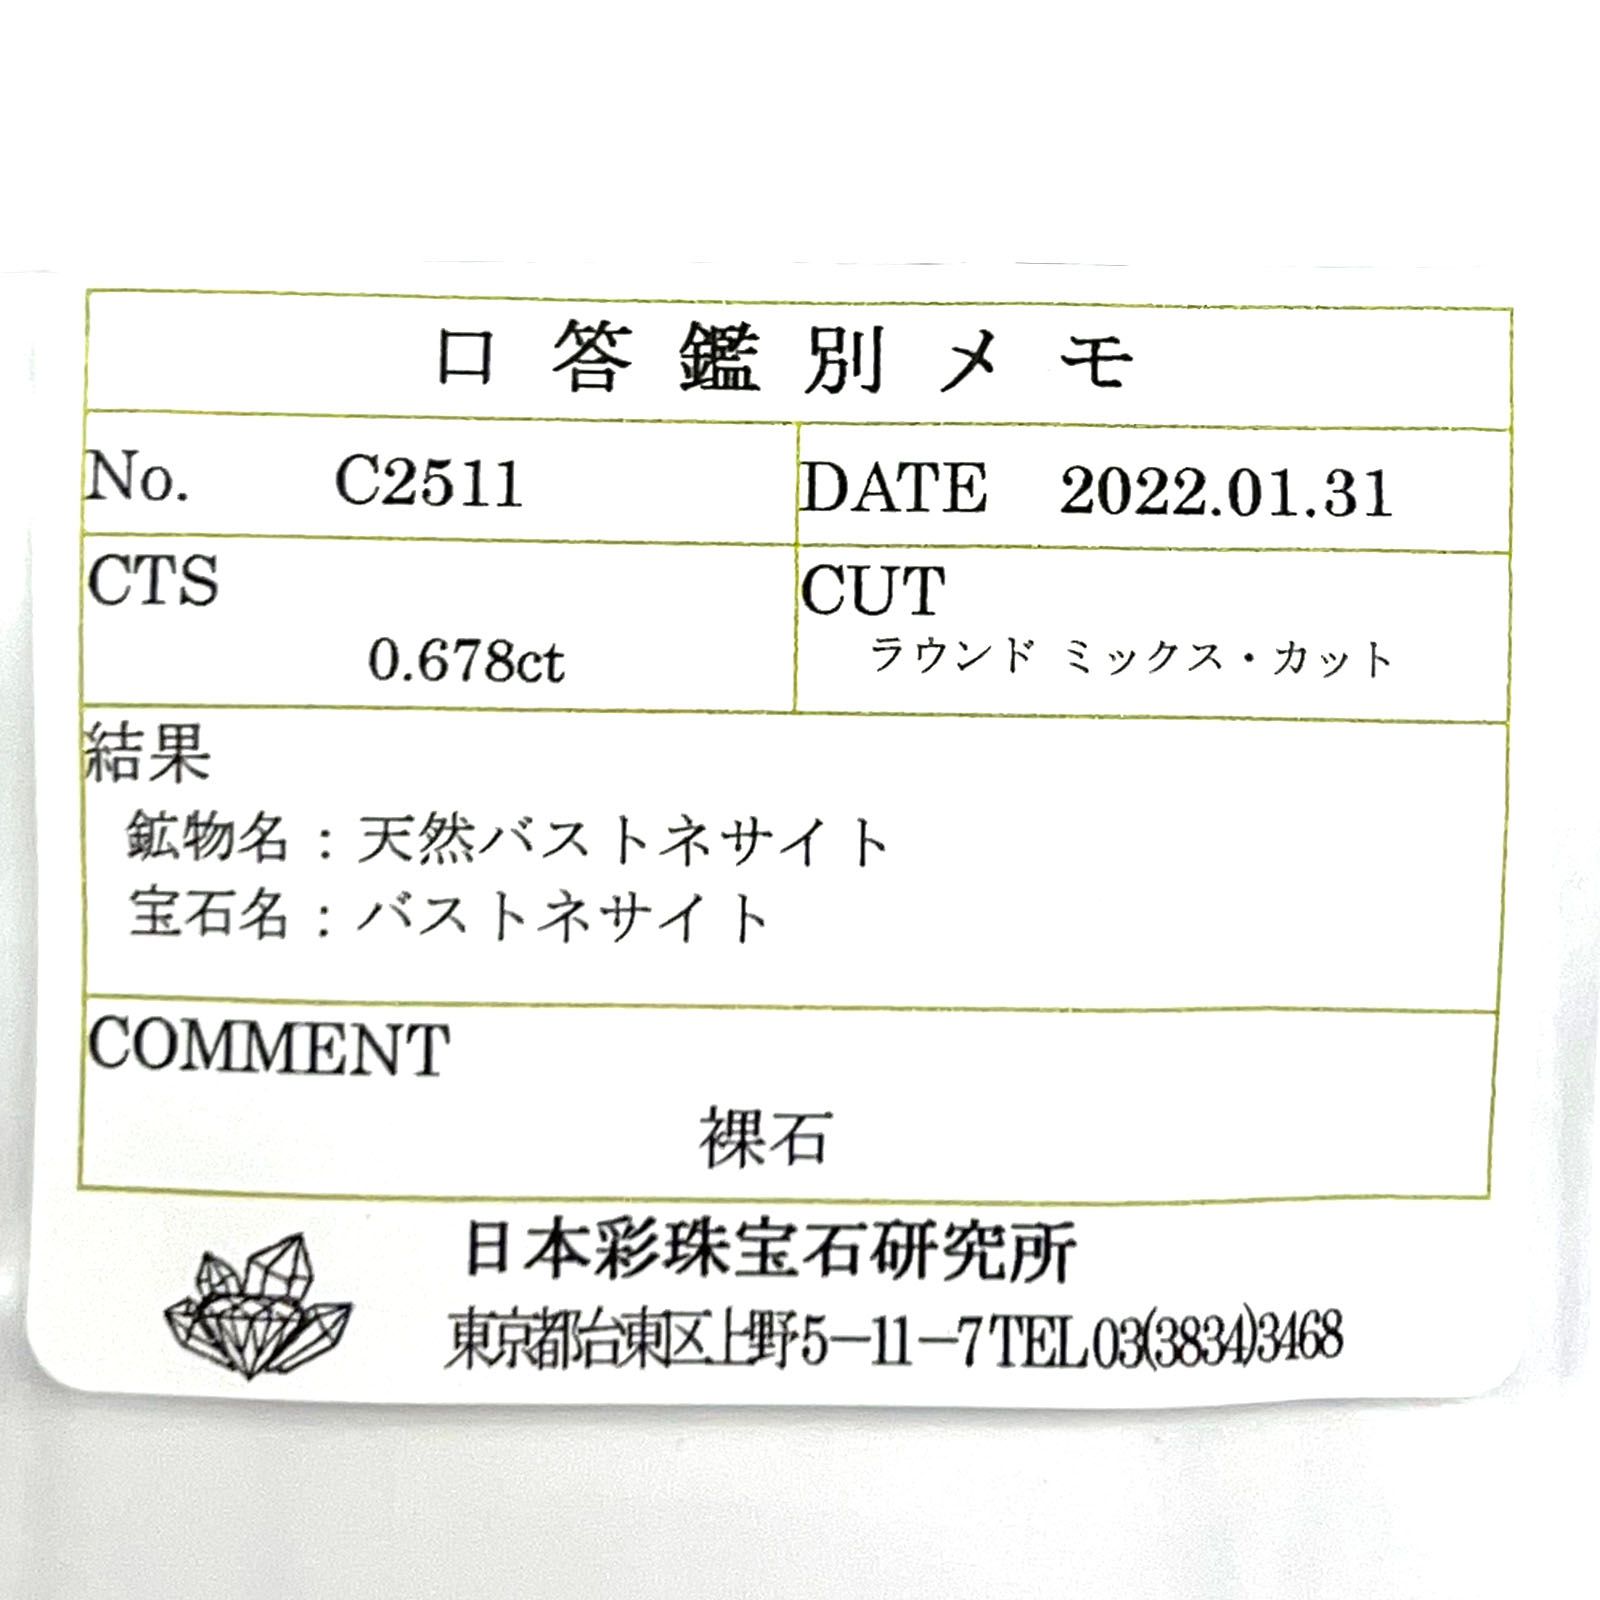 口答鑑別メモ
No. C2511
DATE 2022.01.31
CTS
0.678ct
CUT
ラウンド ミックス・カット
結果
鉱物名：天然バストネサイト
宝石名：バストネサイト
COMMENT
裸石
日本彩珠宝石研究所
東京都台東区上野5－11－7 TEL 03(3834)3468